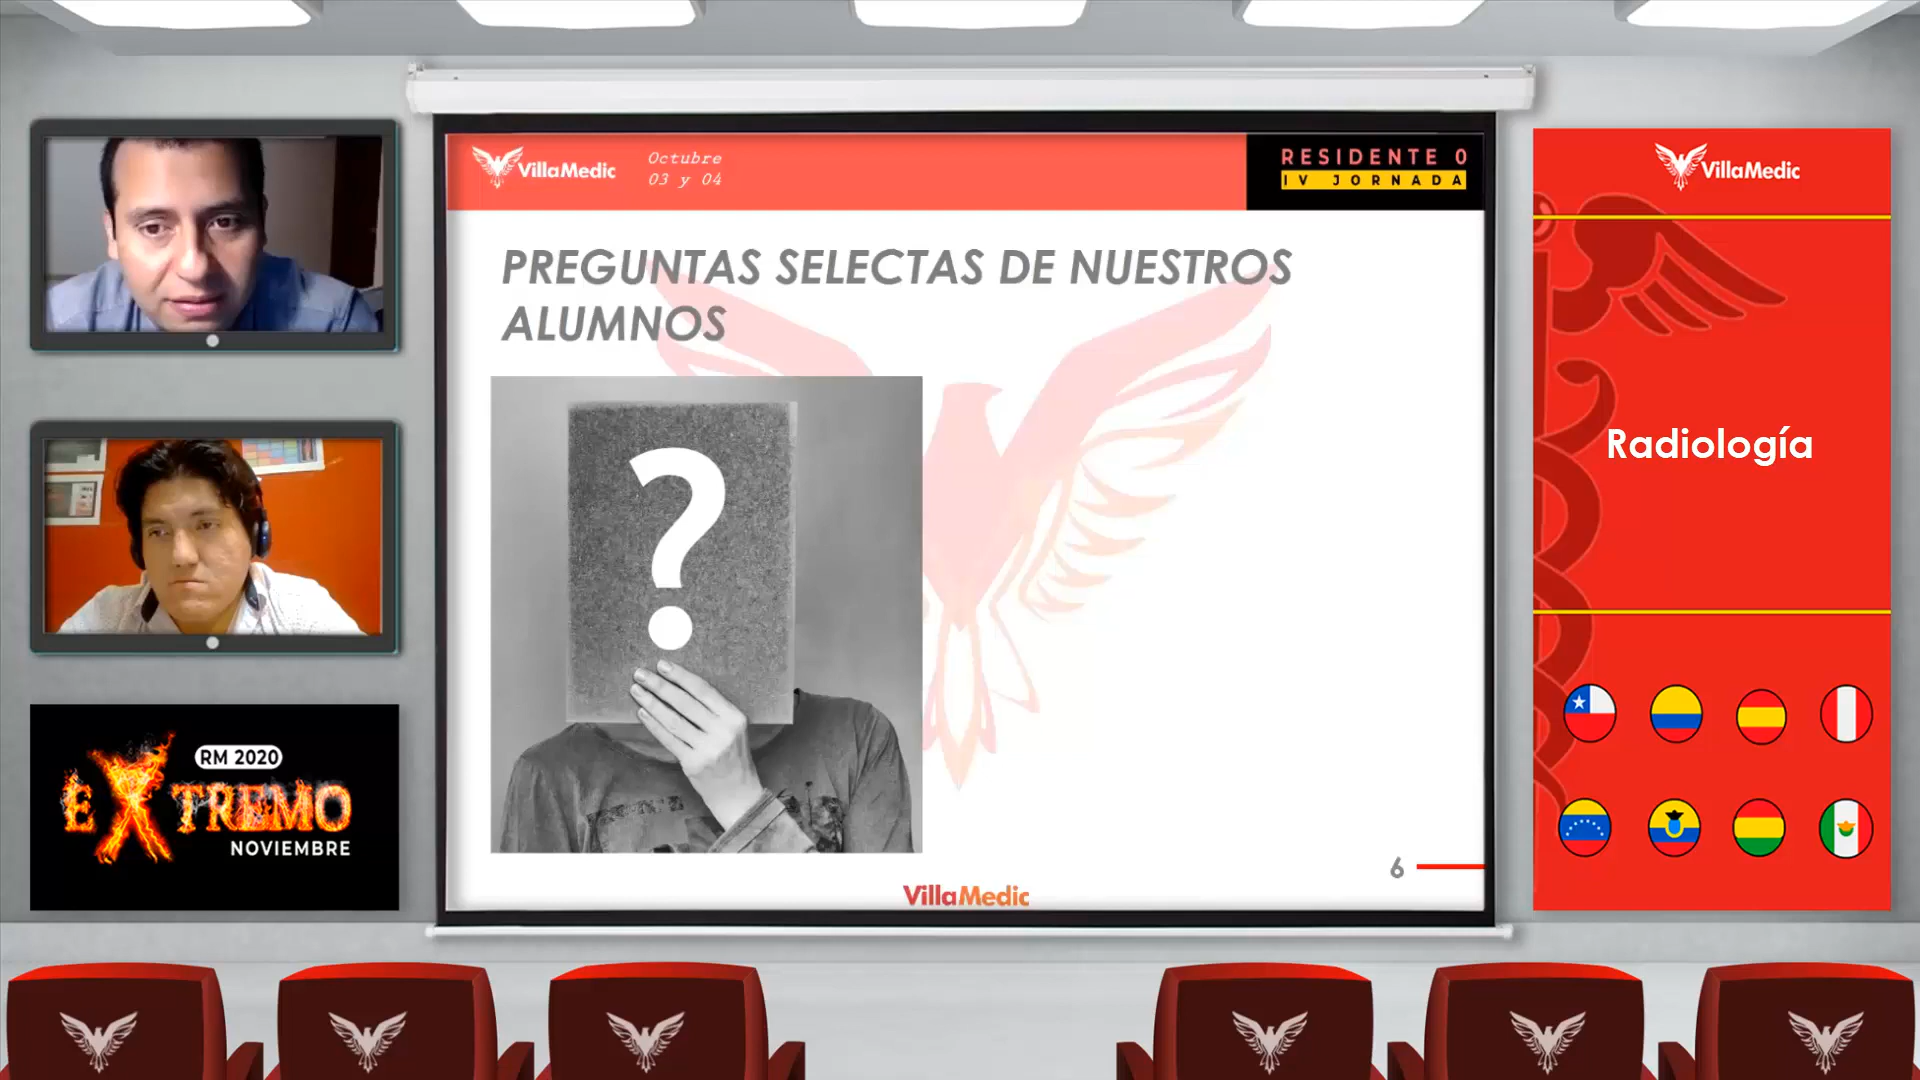 VillaMedic
Octubre
03 y 04
RESIDENTE 0
IV JORNADA
PREGUNTAS SELECTAS DE NUESTROS
ALUMNOS
?
6
VillaMedic
RM 2020
EXTREMO
NOVIEMBRE
VillaMedic
Radiología